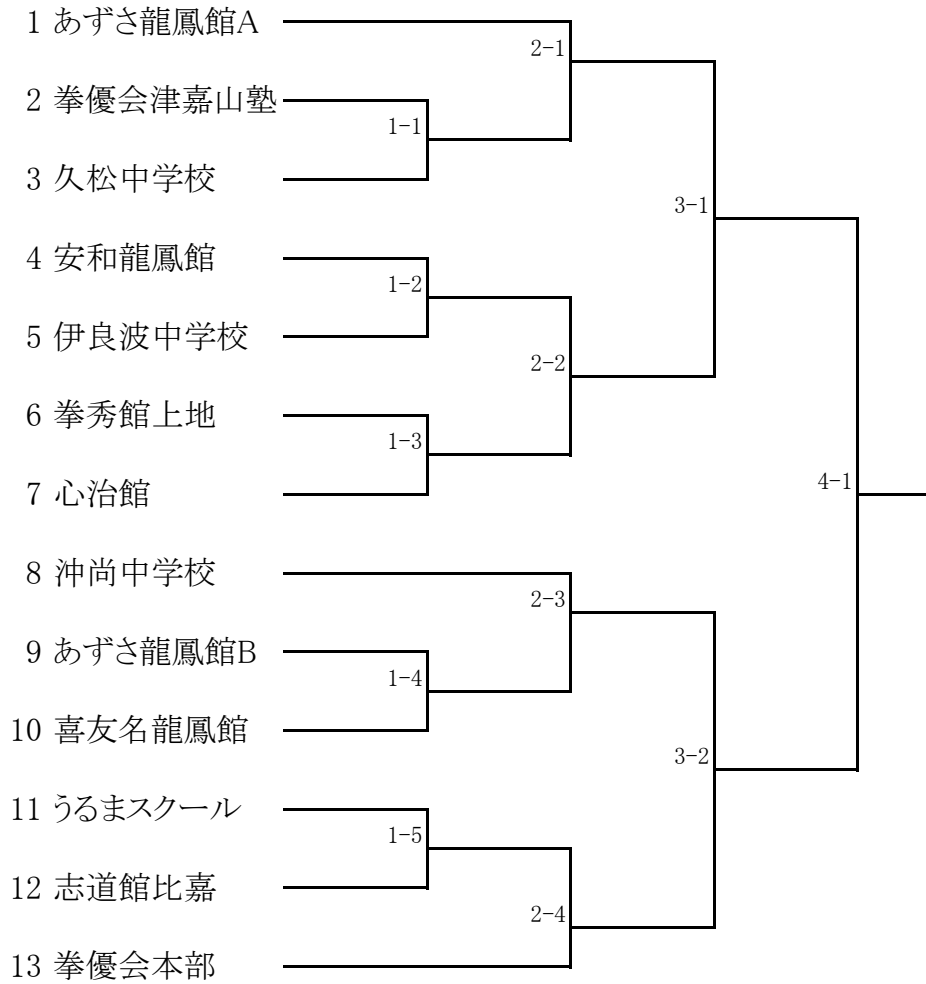 1 あずさ龍鳳館A
2-1
2 拳優会津嘉山塾
1-1
3 久松中学校
3-1
4 安和龍鳳館
1-2
5 伊良波中学校
2-2
6 拳秀館上地
1-3
7 心治館
4-1
8 沖尚中学校
2-3
9 あずさ龍鳳館B
1-4
10 喜友名龍鳳館
3-2
11 うるまスクール
1-5
12 志道館比嘉
2-4
13 拳優会本部